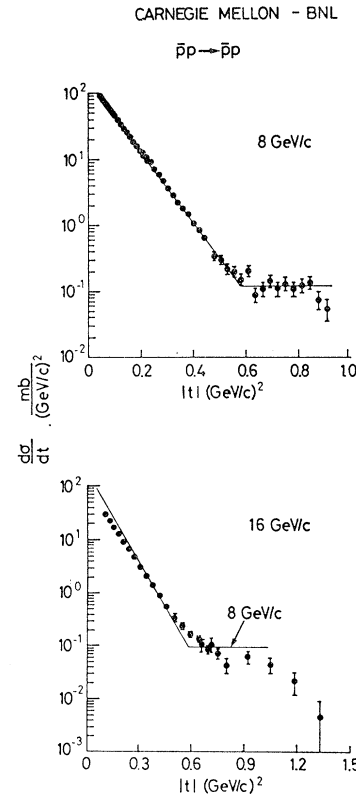 CARNEGIE MELLON - BNL
p̄p→p̄p
10²
8 GeV/c
10¹
10⁰
10⁻¹
10⁻²
0 0.2 0.4 0.6 0.8 1.0
|t| (GeV/c)²
dσ/dt , mb/(GeV/c)²
10²
16 GeV/c
10¹
10⁰
8 GeV/c
10⁻¹
10⁻²
10⁻³
0 0.3 0.6 0.9 1.2 1.5
|t| (GeV/c)²